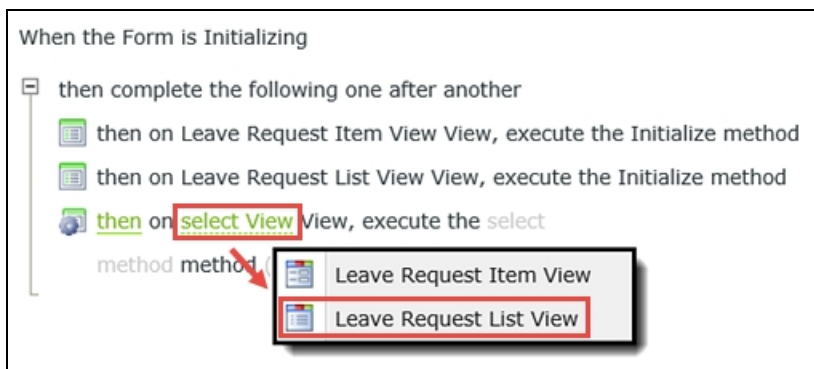 When the Form is Initializing
then complete the following one after another
then on Leave Request Item View View, execute the Initialize method
then on Leave Request List View View, execute the Initialize method
then on select View View, execute the select
method method (
Leave Request Item View
Leave Request List View